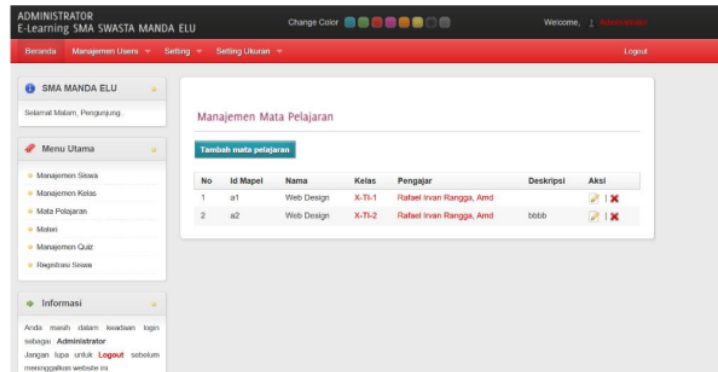 ADMINISTRATOR
E-Learning SMA SWASTA MANDA ELU
Change Color
Welcome, Administrator
Beranda Manajemen Users Setting Setting Ukuran Logout
SMA MANDA ELU
Selamat Malam, Pengunjung.
Menu Utama
Manajemen Siswa
Manajemen Kelas
Mata Pelajaran
Materi
Manajemen Quiz
Registrasi Siswa
Informasi
Anda masih dalam keadaan login
sebagai Administrator.
Jangan lupa untuk Logout sebelum
meninggalkan website ini
Manajemen Mata Pelajaran
Tambah mata pelajaran
No Id Mapel Nama Kelas Pengajar Deskripsi Aksi
1 a1 Web Design X-TI-1 Rafael Irvan Rangga, Amd |
2 a2 Web Design X-TI-2 Rafael Irvan Rangga, Amd bbbb |